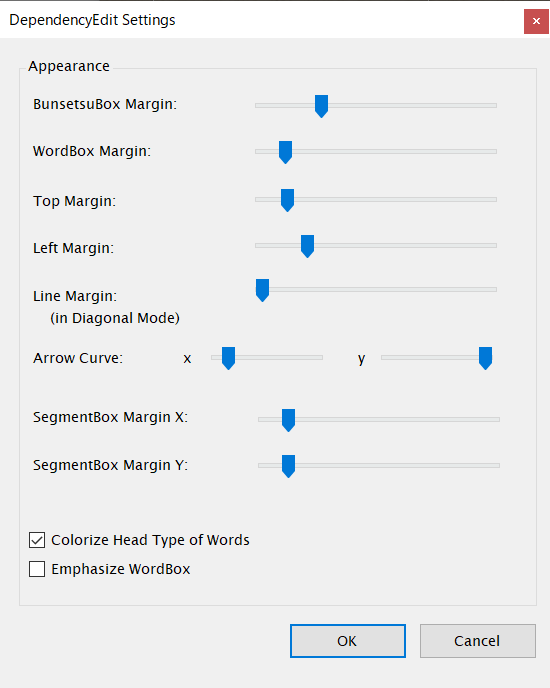 DependencyEdit Settings
Appearance
BunsetsuBox Margin:
WordBox Margin:
Top Margin:
Left Margin:
Line Margin:
(in Diagonal Mode)
Arrow Curve: x y
SegmentBox Margin X:
SegmentBox Margin Y:
Colorize Head Type of Words
Emphasize WordBox
OK Cancel